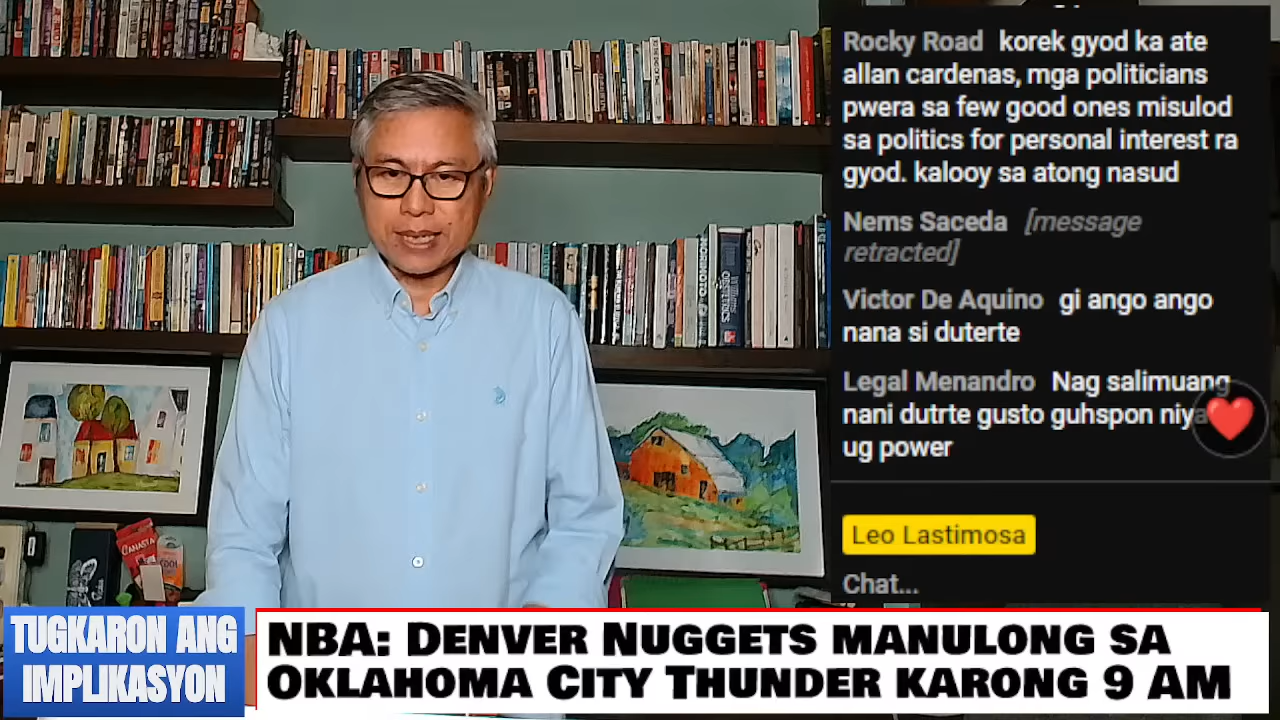 Rocky Road korek gyod ka ate
allan cardenas, mga politicians
pwera sa few good ones misulod
sa politics for personal interest ra
gyod. kalooy sa atong nasud
Nems Saceda [message
retracted]
Victor De Aquino gi ango ango
nana si duterte
Legal Menandro Nag salimuang
nani dutrte gusto guhspon niya
ug power
Leo Lastimosa
Chat...
CANASTA
TUGKARON ANG
IMPLIKASYON
NBA: DENVER NUGGETS MANULONG SA
OKLAHOMA CITY THUNDER KARONG 9 AM